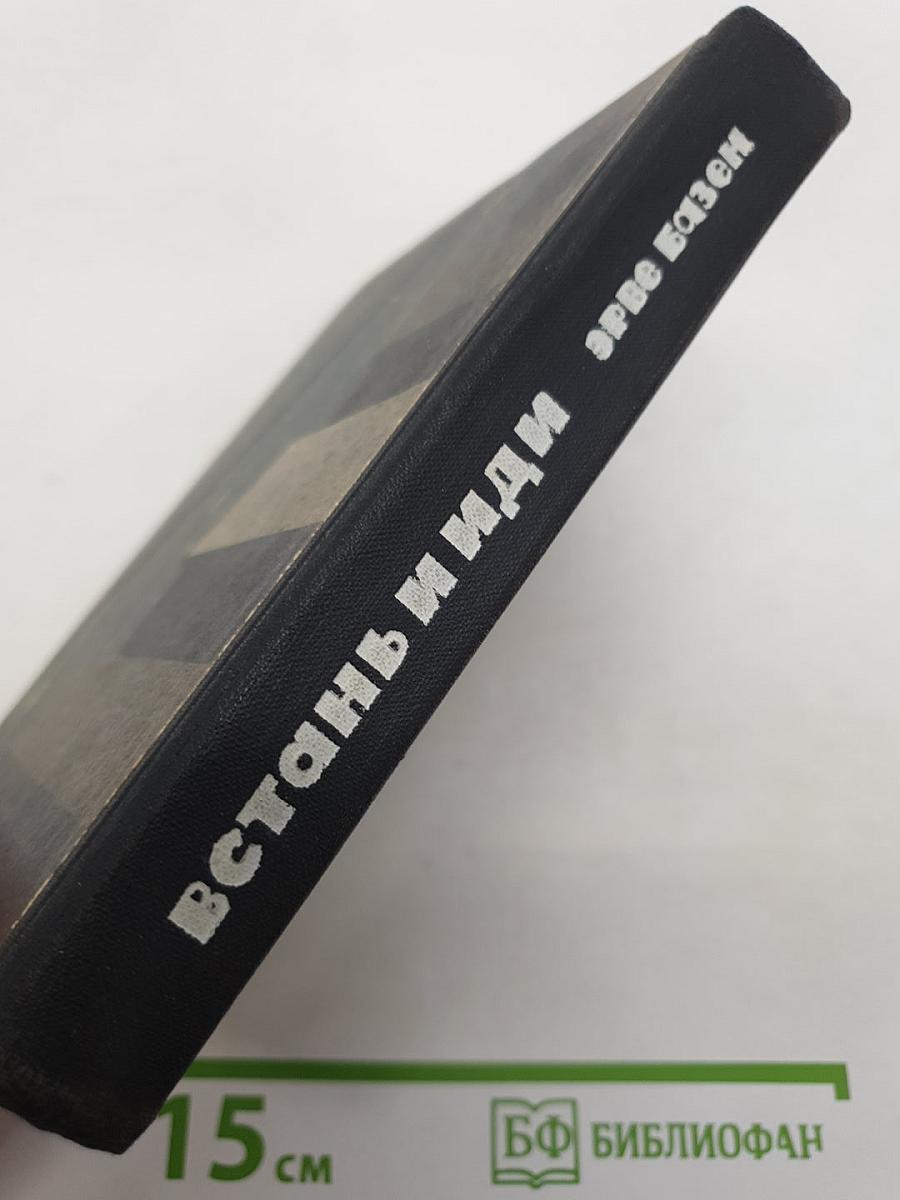 встань и иди эрве базен
15 см
БФ БИБЛИОФАН